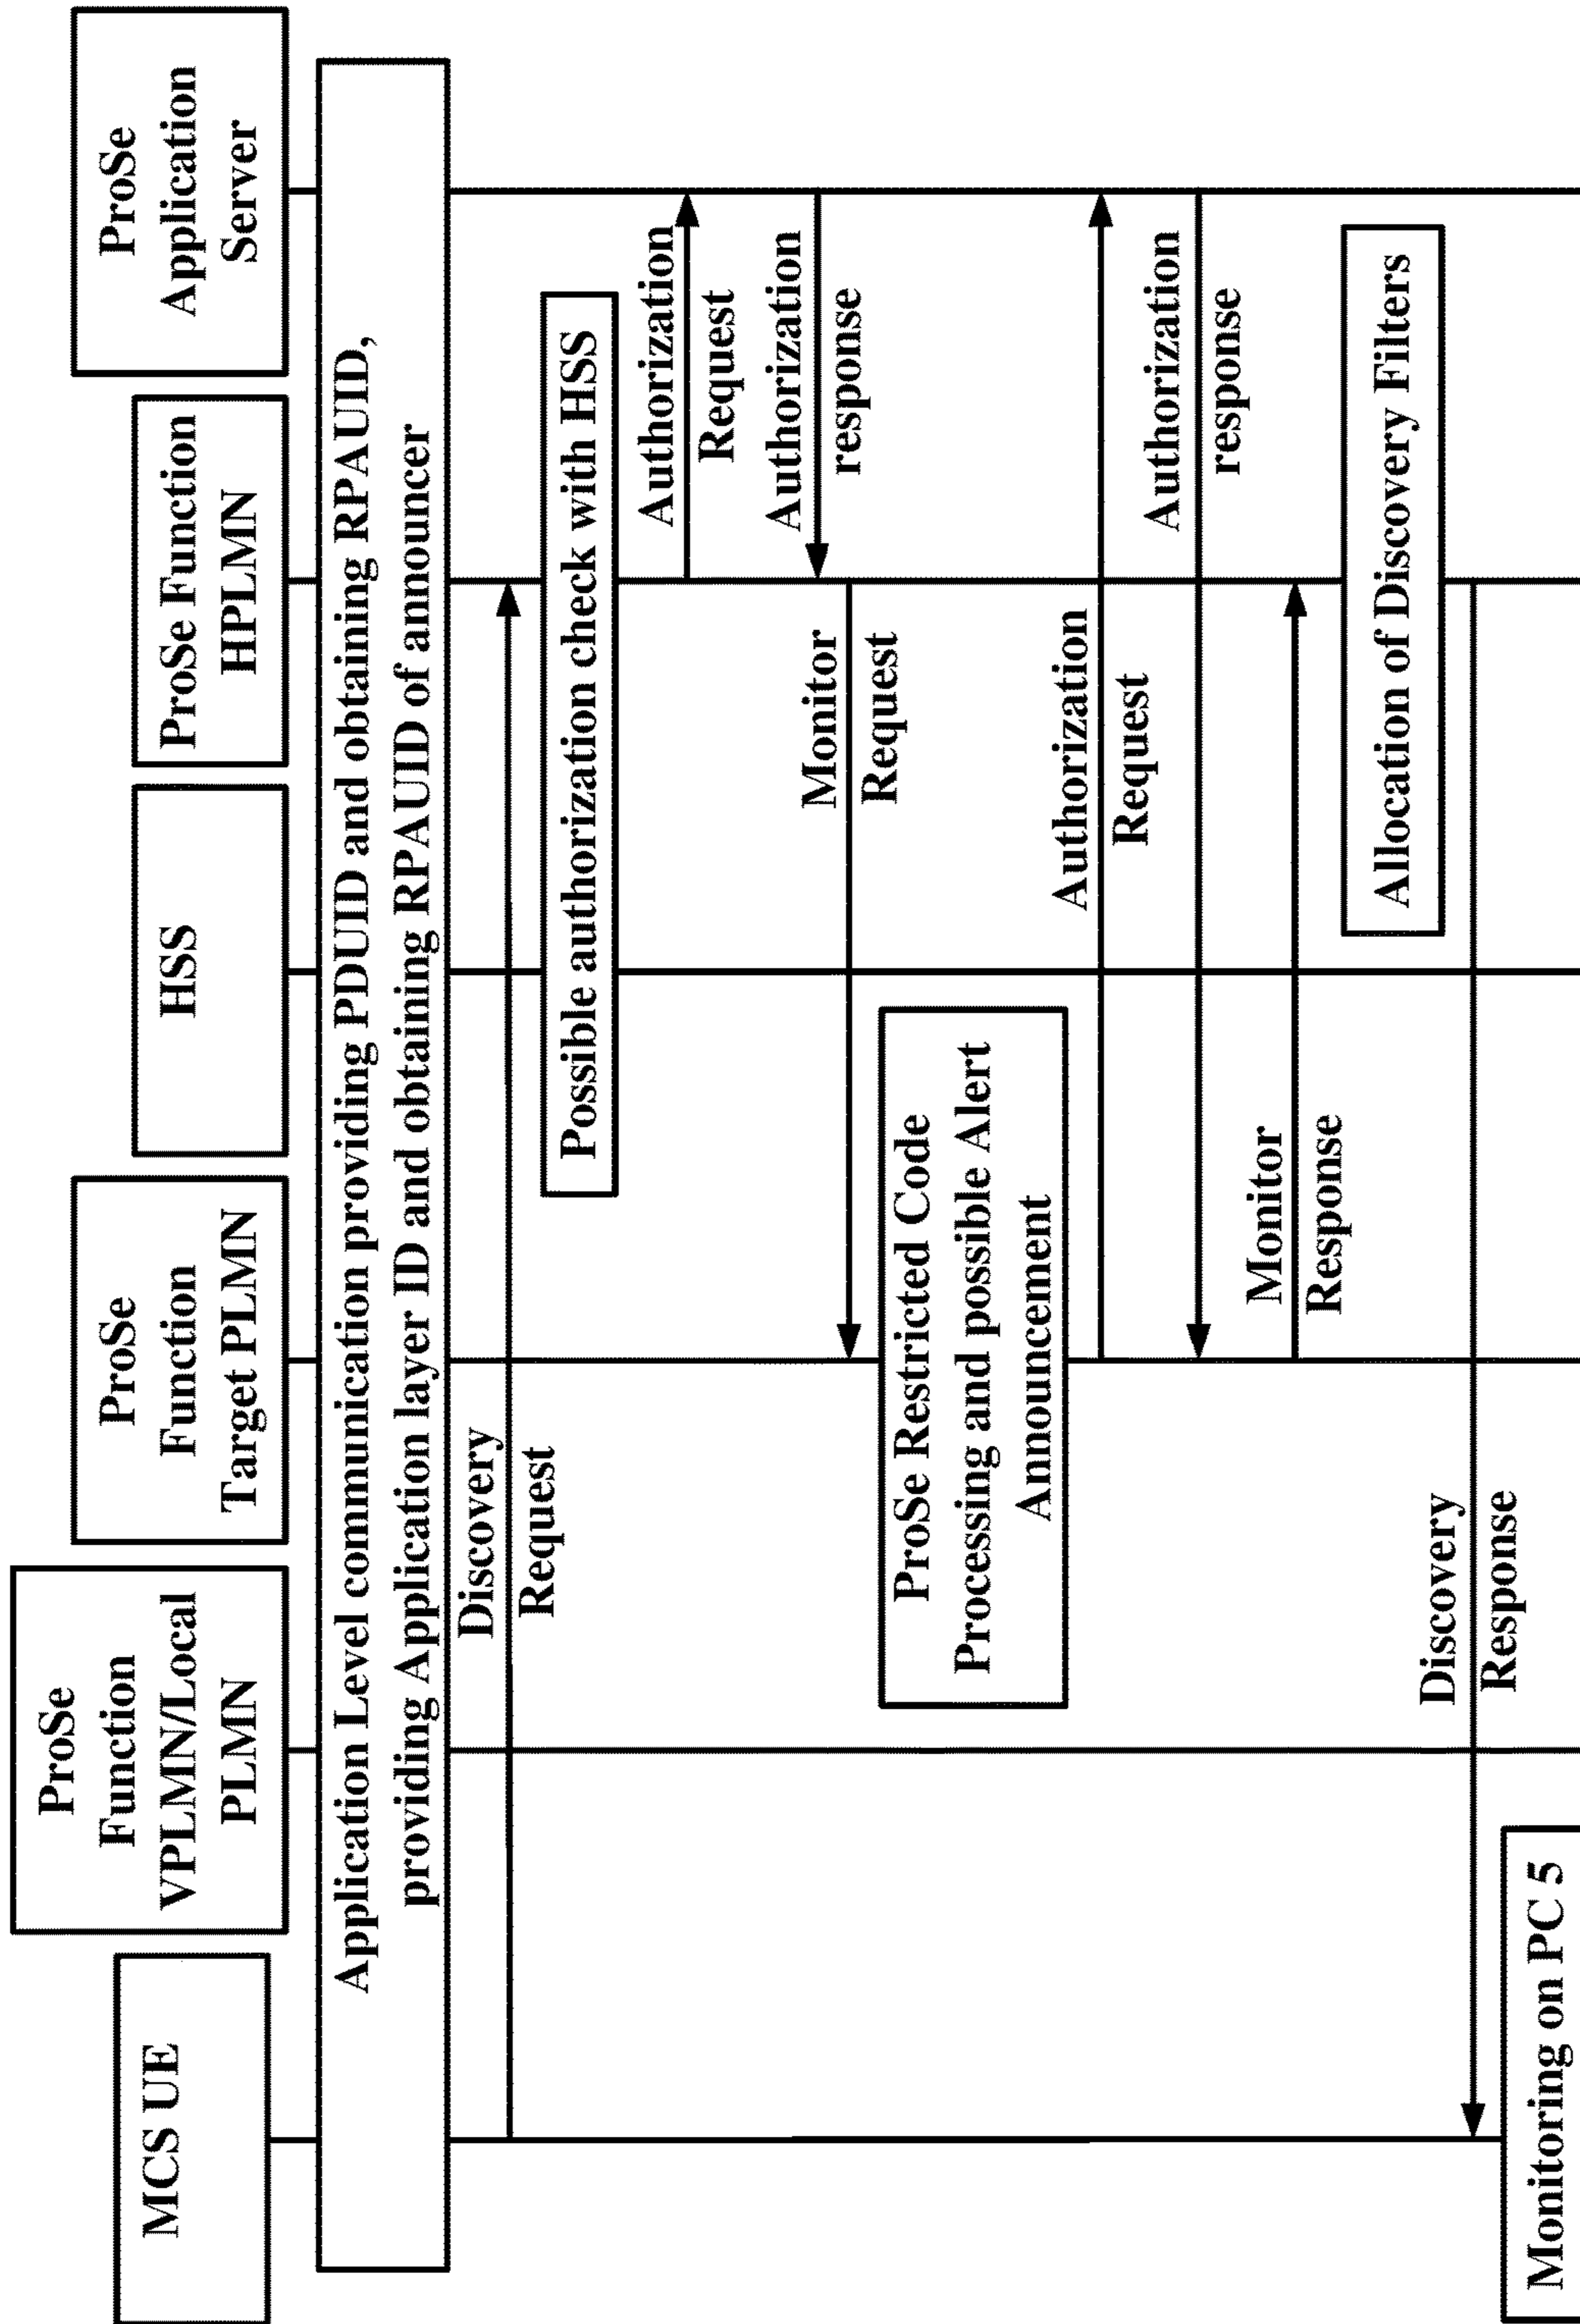 MCS UE
ProSe
Function
VPLMN/Local
PLMN
ProSe
Function
Target PLMN
HSS
ProSe Function
HPLMN
ProSe
Application
Server
Application Level communication providing PDUID and obtaining RPAUID,
providing Application layer ID and obtaining RPAUID of announcer
Discovery
Request
Possible authorization check with HSS
Authorization
Request
Authorization
response
Monitor
Request
ProSe Restricted Code
Processing and possible Alert
Announcement
Authorization
Request
Authorization
response
Monitor
Response
Allocation of Discovery Filters
Discovery
Response
Monitoring on PC 5